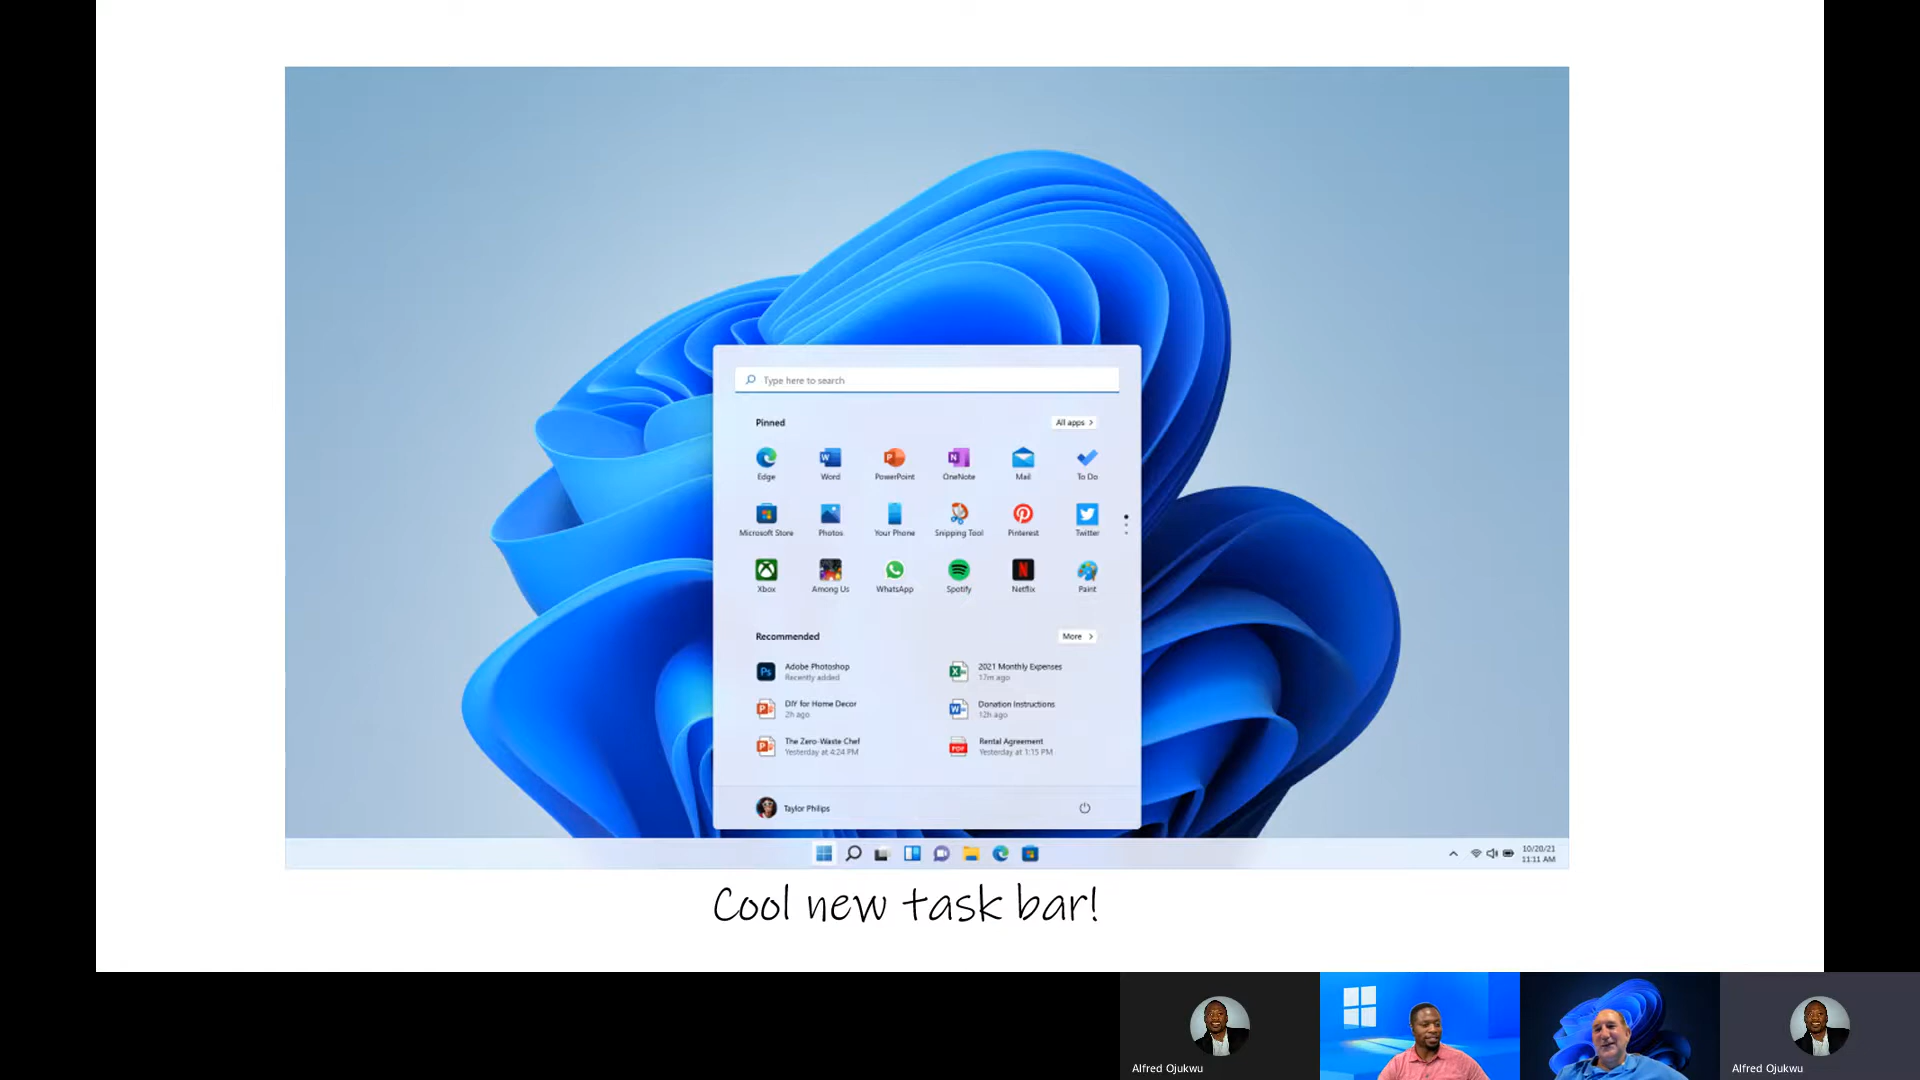 Type here to search
Pinned
All apps >
Edge Word PowerPoint OneNote Mail To Do
Microsoft Store Photos Your Phone Snipping Tool Pinterest Twitter
Xbox Among Us WhatsApp Spotify Netflix Paint
Recommended
More >
Adobe Photoshop
Recently added
2021 Monthly Expenses
17m ago
DIY for Home Decor
2h ago
Donation Instructions
12h ago
The Zero-Waste Chef
Yesterday at 4:24 PM
Rental Agreement
Yesterday at 1:15 PM
Taylor Philips
10/20/21
11:11 AM
Cool new task bar!
Alfred Ojukwu
Alfred Ojukwu